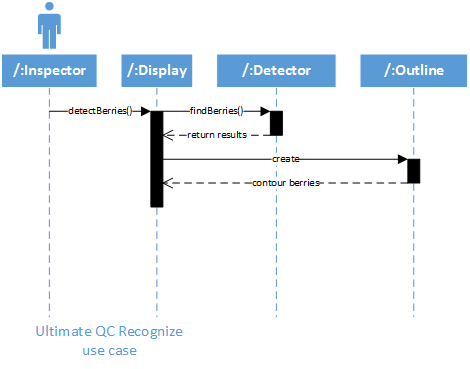 /:Inspector
/:Display
/:Detector
/:Outline
detectBerries()
findBerries()
return results
create
contour berries
Ultimate QC Recognize
use case